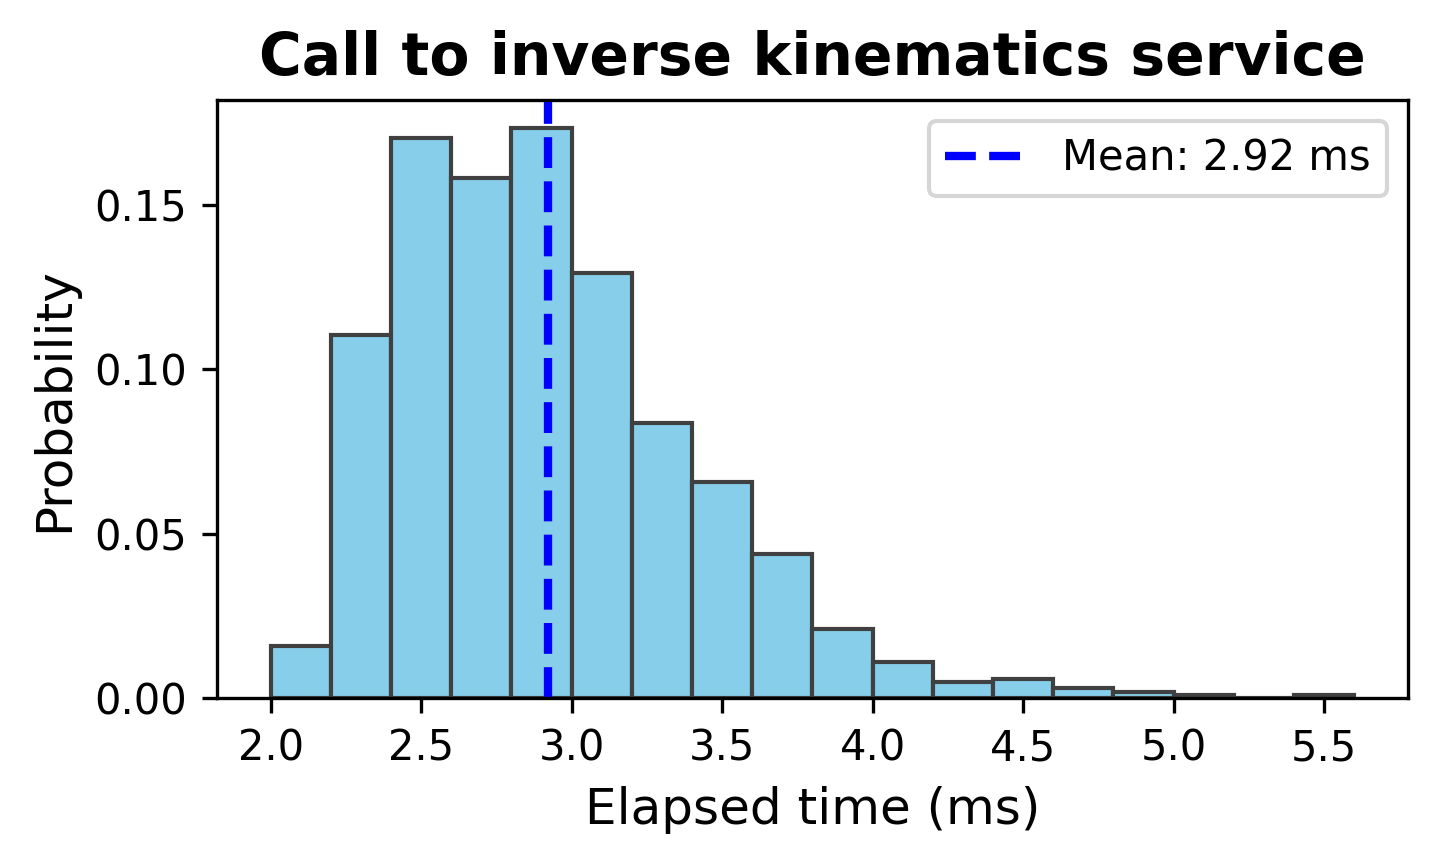 Call to inverse kinematics service
Mean: 2.92 ms
Probability
0.15
0.10
0.05
0.00
2.0 2.5 3.0 3.5 4.0 4.5 5.0 5.5
Elapsed time (ms)